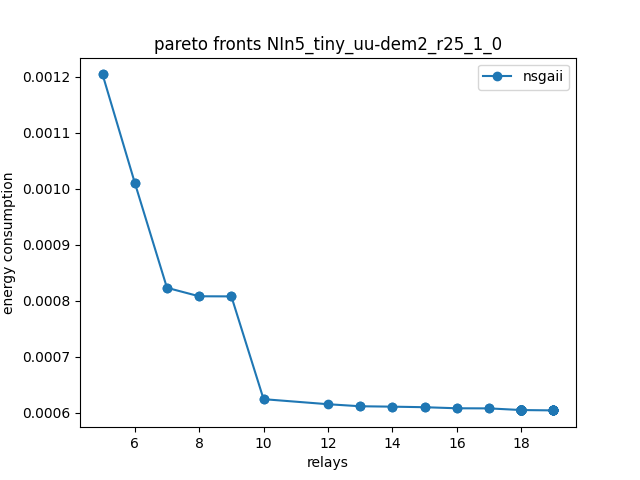 pareto fronts NIn5_tiny_uu-dem2_r25_1_0
nsgaii
energy consumption
0.0012
0.0011
0.0010
0.0009
0.0008
0.0007
0.0006
6 8 10 12 14 16 18
relays